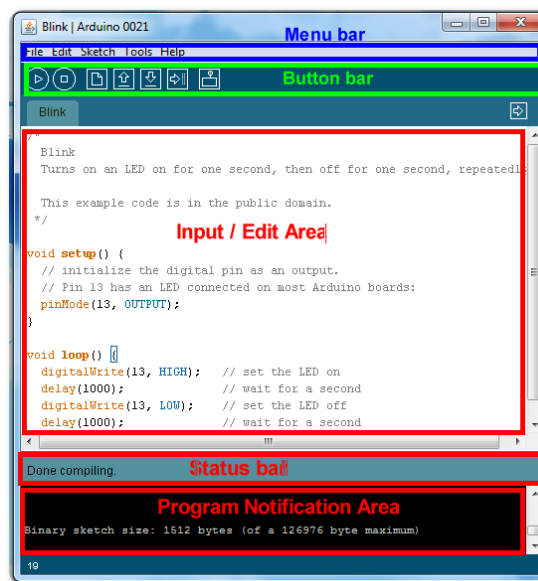 Blink | Arduino 0021
Menu bar
File Edit Sketch Tools Help
Button bar
Blink
/*
Blink
Turns on an LED on for one second, then off for one second, repeatedl
This example code is in the public domain.
*/
Input / Edit Area
void setup() {
// initialize the digital pin as an output.
// Pin 13 has an LED connected on most Arduino boards:
pinMode(13, OUTPUT);
}
void loop() {
digitalWrite(13, HIGH); // set the LED on
delay(1000); // wait for a second
digitalWrite(13, LOW); // set the LED off
delay(1000); // wait for a second
Done compiling.
Status bar
Program Notification Area
Binary sketch size: 1512 bytes (of a 126976 byte maximum)
19